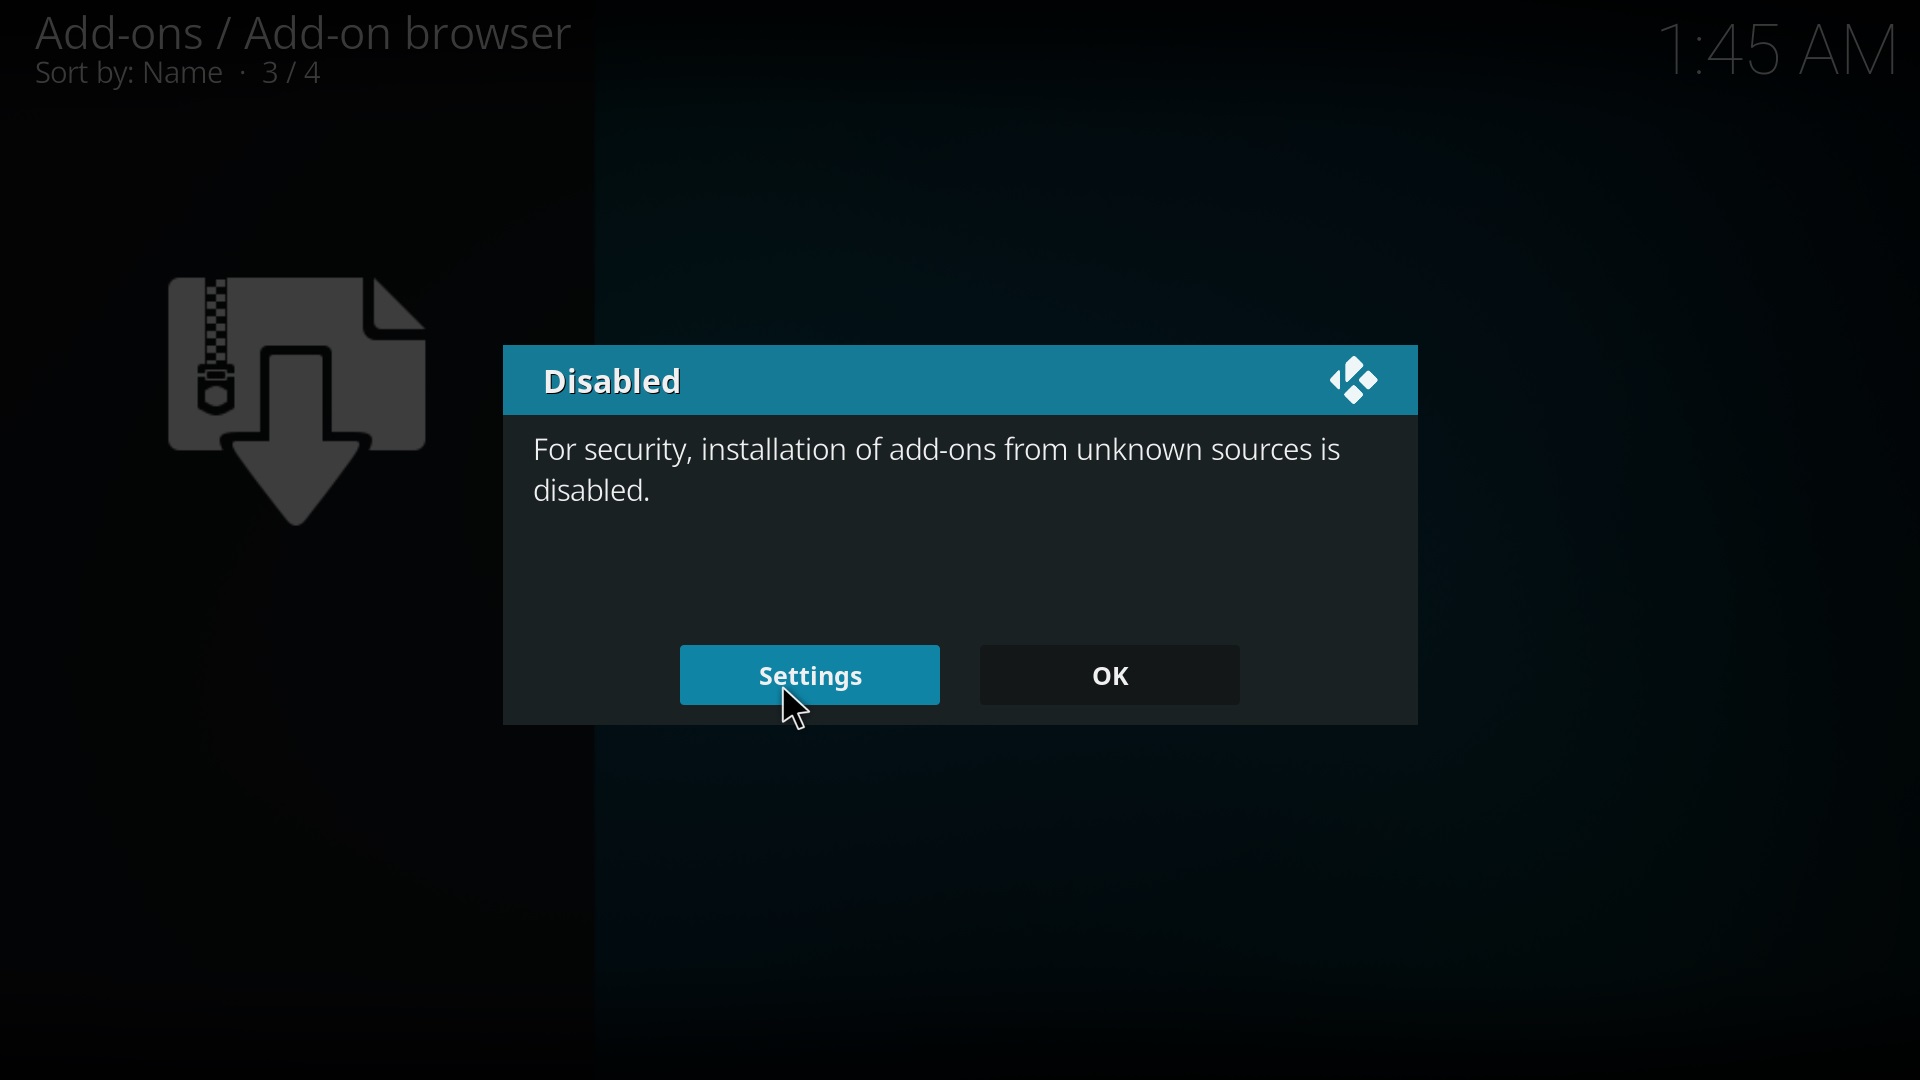 Add-ons / Add-on browser
Sort by: Name · 3 / 4
1:45 AM
Disabled
For security, installation of add-ons from unknown sources is
disabled.
Settings
OK